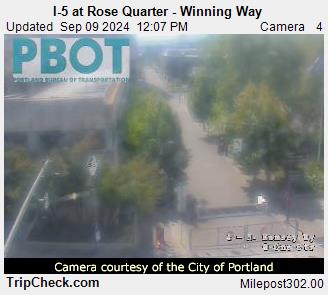 I-5 at Rose Quarter - Winning Way
Updated Sep 09 2024 12:07 PM Camera 4
PBOT
PORTLAND BUREAU OF TRANSPORTATION
Camera courtesy of the City of Portland
TripCheck.com Milepost302.00